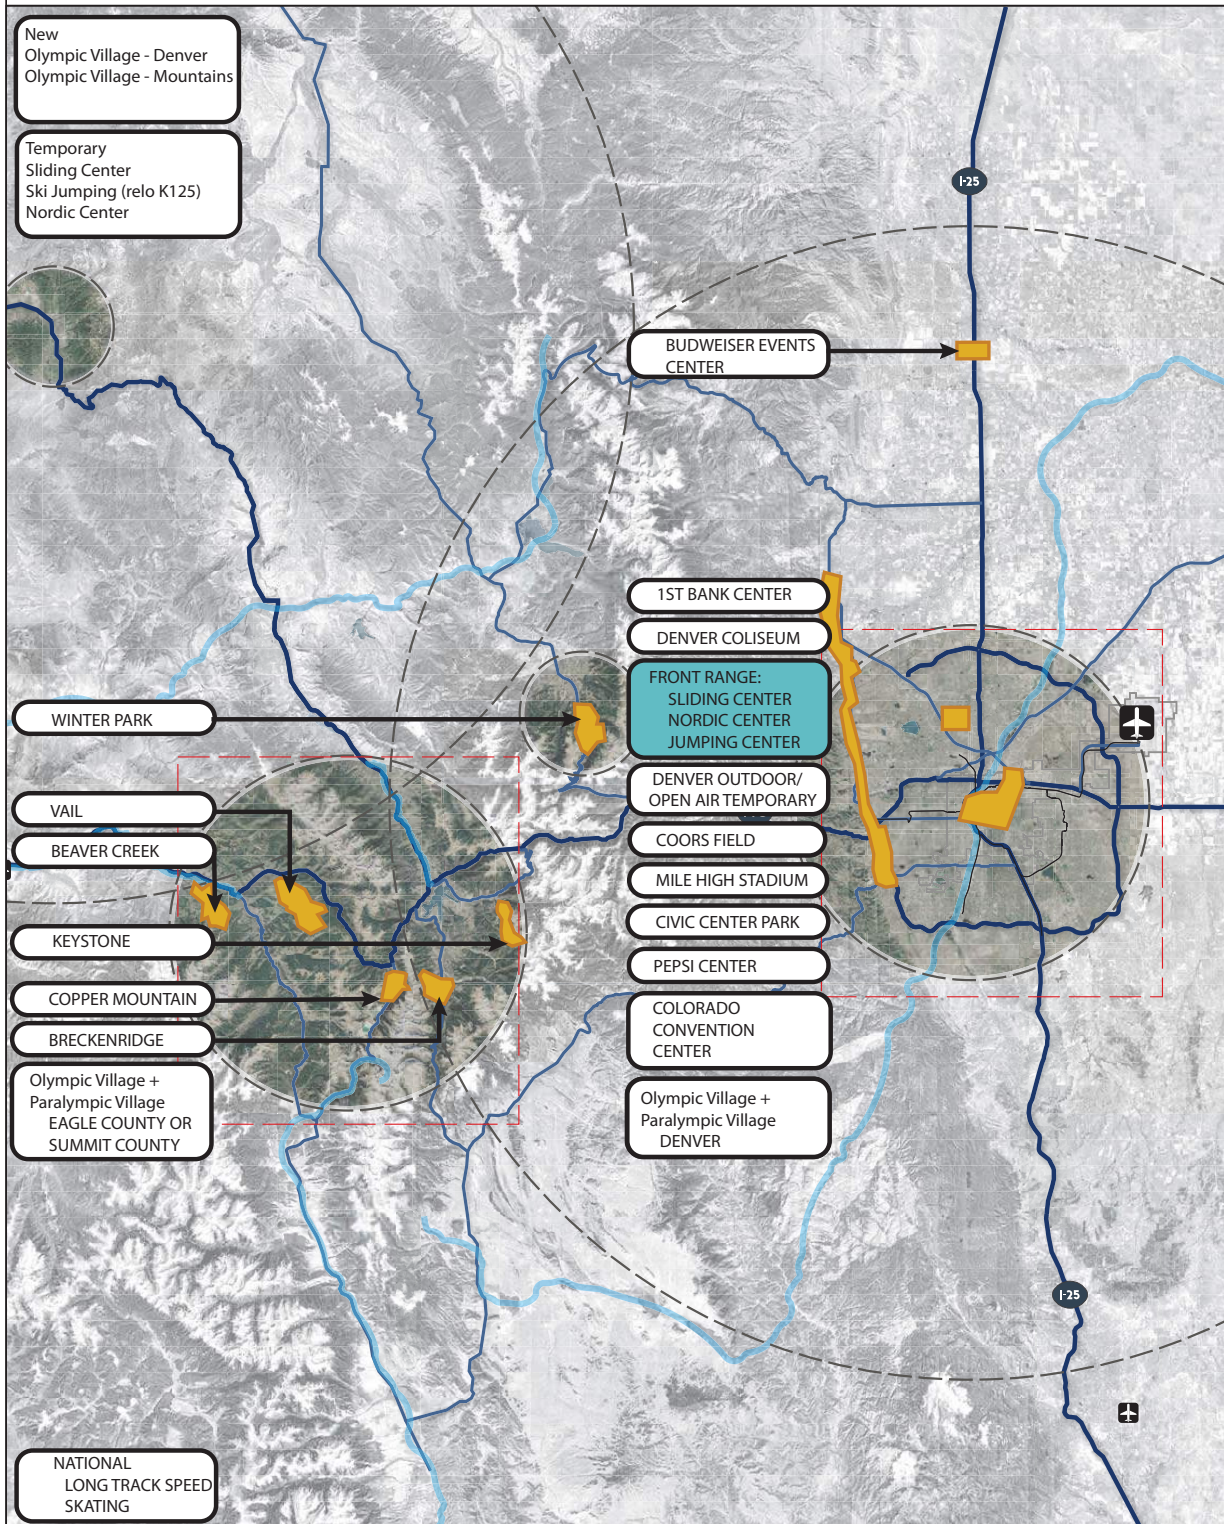 New
Olympic Village - Denver
Olympic Village - Mountains
Temporary
Sliding Center
Ski Jumping (relo K125)
Nordic Center
I-25
BUDWEISER EVENTS
CENTER
1ST BANK CENTER
DENVER COLISEUM
FRONT RANGE:
SLIDING CENTER
NORDIC CENTER
JUMPING CENTER
WINTER PARK
DENVER OUTDOOR/
OPEN AIR TEMPORARY
VAIL
COORS FIELD
BEAVER CREEK
MILE HIGH STADIUM
CIVIC CENTER PARK
KEYSTONE
PEPSI CENTER
COPPER MOUNTAIN
COLORADO
CONVENTION
CENTER
BRECKENRIDGE
Olympic Village +
Paralympic Village
EAGLE COUNTY OR
SUMMIT COUNTY
Olympic Village +
Paralympic Village
DENVER
I-25
NATIONAL
LONG TRACK SPEED
SKATING